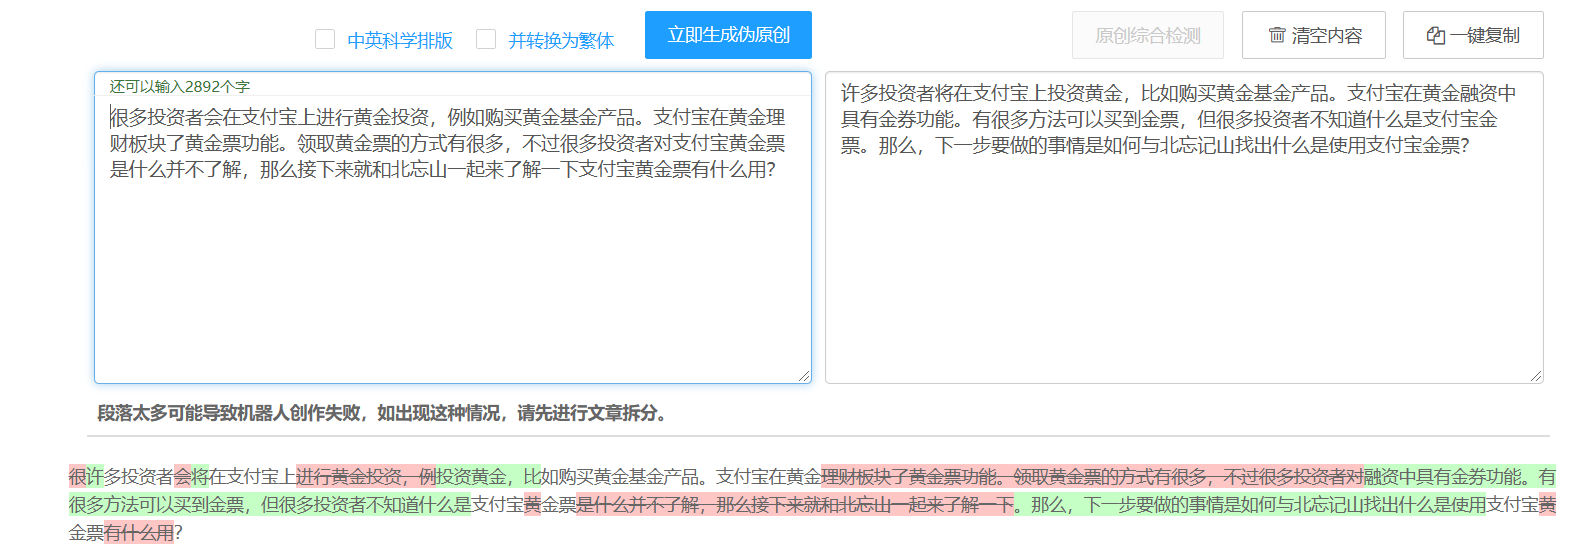 中英科学排版 并转换为繁体 立即生成伪原创 原创综合检测 清空内容 一键复制
还可以输入2892个字
很多投资者会在支付宝上进行黄金投资，例如购买黄金基金产品。支付宝在黄金理
财板块了黄金票功能。领取黄金票的方式有很多，不过很多投资者对支付宝黄金票
是什么并不了解，那么接下来就和北忘山一起来了解一下支付宝黄金票有什么用？
许多投资者将在支付宝上投资黄金，比如购买黄金基金产品。支付宝在黄金融资中
具有金券功能。有很多方法可以买到金票，但很多投资者不知道什么是支付宝金
票。那么，下一步要做的事情是如何与北忘记山找出什么是使用支付宝金票？
段落太多可能导致机器人创作失败，如出现这种情况，请先进行文章拆分。
很许多投资者会将在支付宝上进行黄金投资，例投资黄金，比如购买黄金基金产品。支付宝在黄金理财板块了黄金票功能。领取黄金票的方式有很多，不过很多投资者对融资中具有金券功能。有
很多方法可以买到金票，但很多投资者不知道什么是支付宝黄金票是什么并不了解，那么接下来就和北忘山一起来了解一下。那么，下一步要做的事情是如何与北忘记山找出什么是使用支付宝黄
金票有什么用？